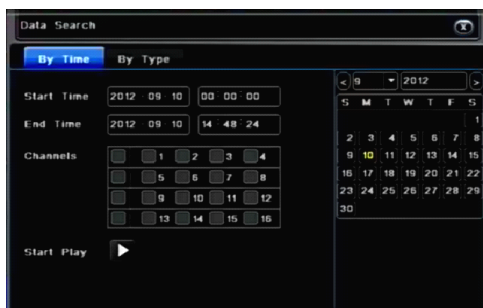 Data Search
By Time By Type
Start Time 2012 09 10 00:00:00
End Time 2012 09 10 14:48:24
Channels 1 2 3 4
5 6 7 8
9 10 11 12
13 14 15 16
Start Play
< 9 2012 >
S M T W T F S
1
2 3 4 5 6 7 8
9 10 11 12 13 14 15
16 17 18 19 20 21 22
23 24 25 26 27 28 29
30